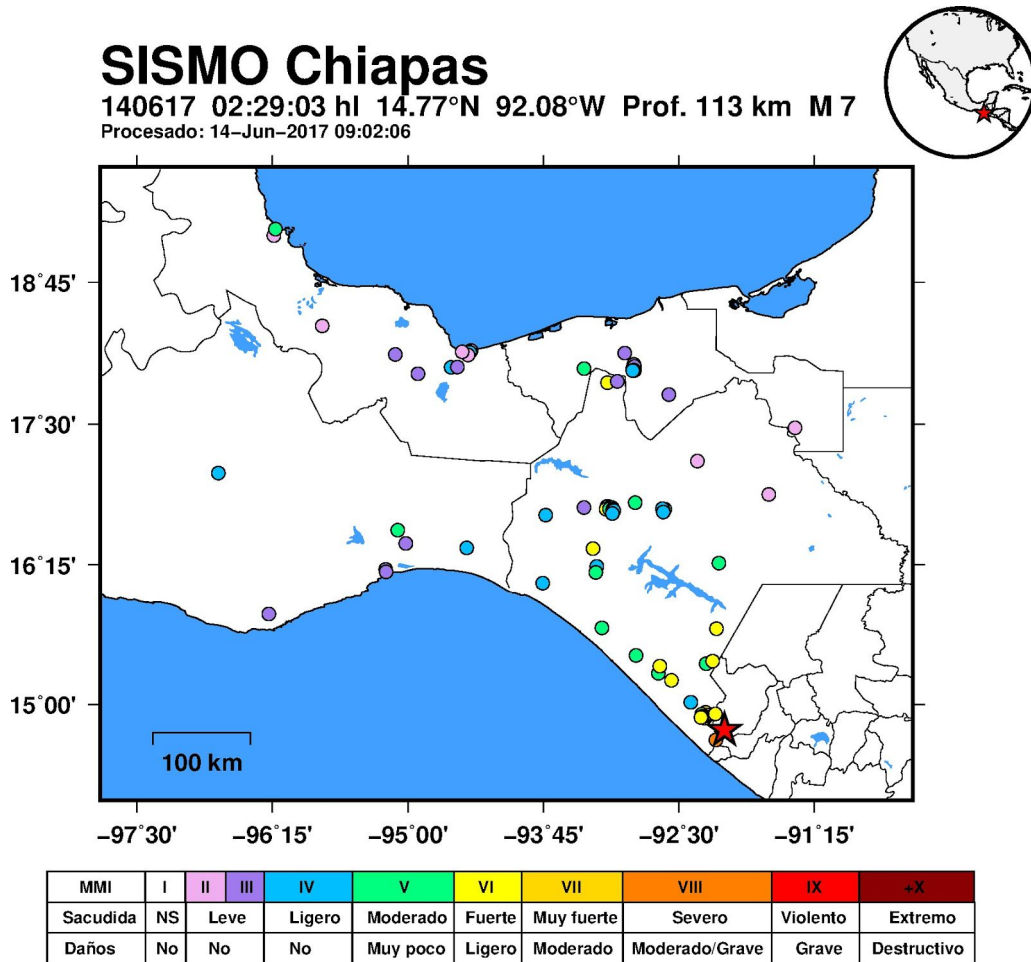 SISMO Chiapas
140617 02:29:03 hl 14.77°N 92.08°W Prof. 113 km M 7
Procesado: 14-Jun-2017 09:02:06
18˚45'
17˚30'
16˚15'
15˚00'
100 km
-97˚30' -96˚15' -95˚00' -93˚45' -92˚30' -91˚15'
MMI I II III IV V VI VII VIII IX +X
Sacudida NS Leve Ligero Moderado Fuerte Muy fuerte Severo Violento Extremo
Daños No No No Muy poco Ligero Moderado Moderado/Grave Grave Destructivo